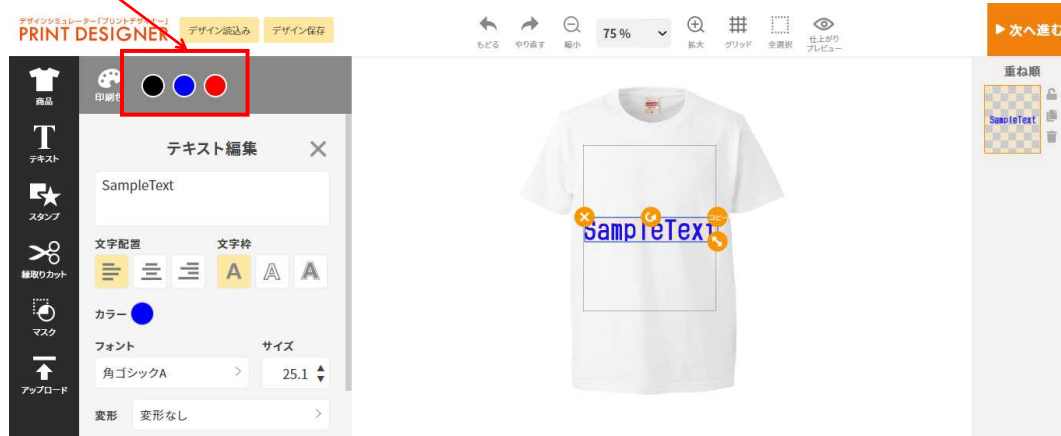 デザインシミュレーター「プリントデザイナー」
PRINT DESIGNER
デザイン読込み
デザイン保存
もどる
やり直す
縮小
75 %
拡大
グリッド
全選択
仕上がり
プレビュー
▶次へ進む
商品
テキスト
スタンプ
縁取りカット
マスク
アップロード
印刷色
テキスト編集
SampleText
文字配置
文字枠
A A A
カラー
フォント
サイズ
角ゴシックA
25.1
変形
変形なし
SampleText
コピー
重ね順
SampleText